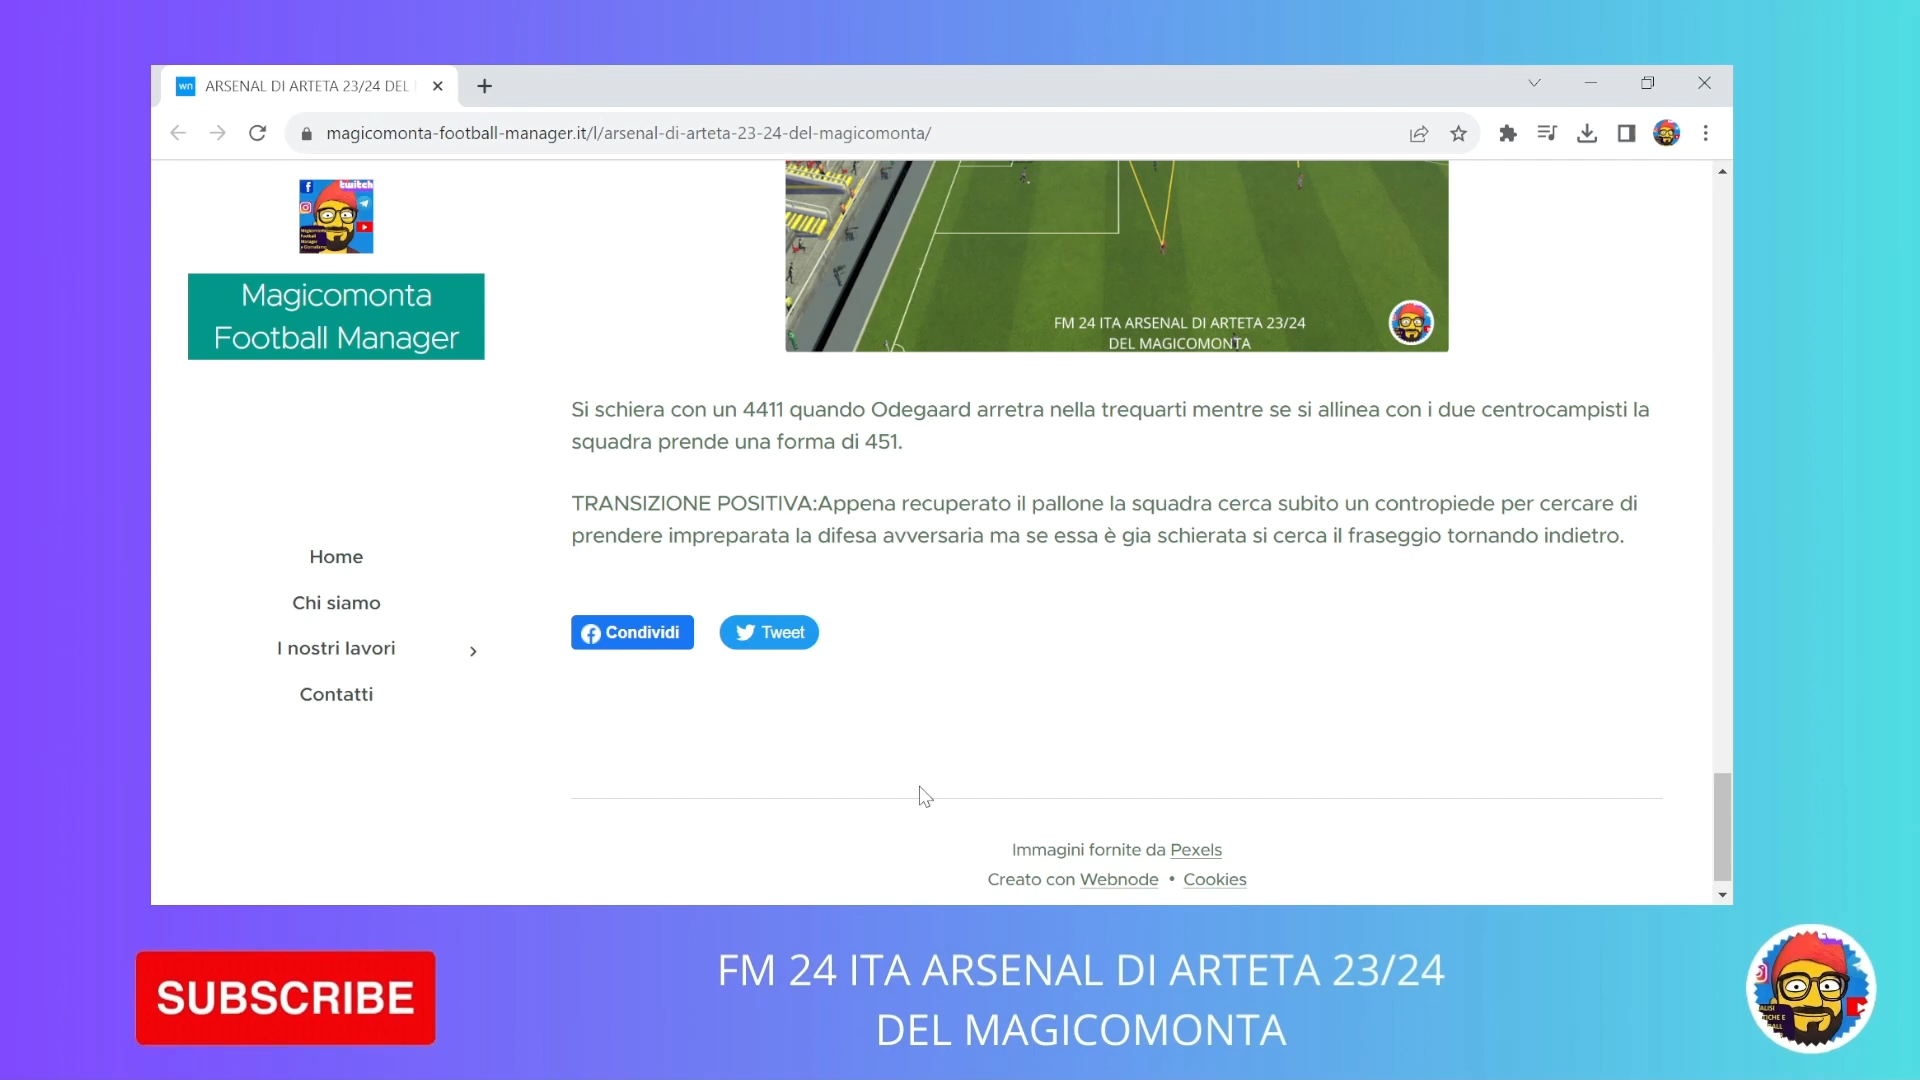 wn ARSENAL DI ARTETA 23/24 DEL
magicomonta-football-manager.it/l/arsenal-di-arteta-23-24-del-magicomonta/
twitch
Magicomonta
Football Manager
FM 24 ITA ARSENAL DI ARTETA 23/24
DEL MAGICOMONTA
Si schiera con un 4411 quando Odegaard arretra nella trequarti mentre se si allinea con i due centrocampisti la
squadra prende una forma di 451.
TRANSIZIONE POSITIVA:Appena recuperato il pallone la squadra cerca subito un contropiede per cercare di
prendere impreparata la difesa avversaria ma se essa è gia schierata si cerca il fraseggio tornando indietro.
Home
Chi siamo
I nostri lavori
Contatti
Condividi
Tweet
Immagini fornite da Pexels
Creato con Webnode • Cookies
SUBSCRIBE
FM 24 ITA ARSENAL DI ARTETA 23/24
DEL MAGICOMONTA